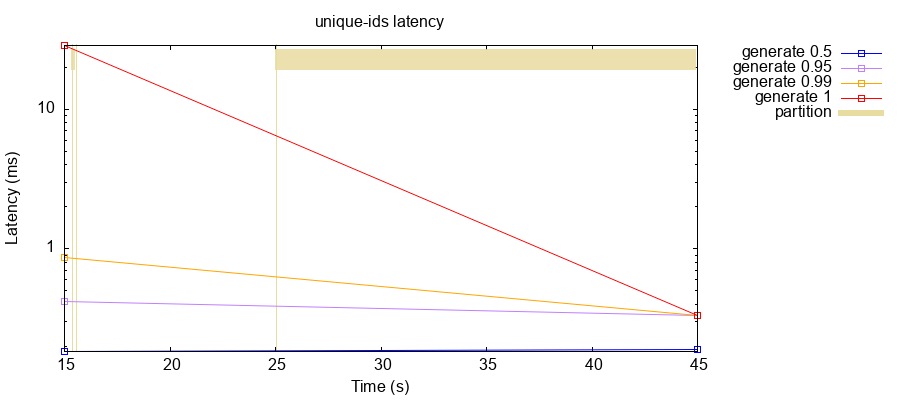 unique-ids latency
generate 0.5
generate 0.95
generate 0.99
generate 1
partition
10
1
Latency (ms)
15 20 25 30 35 40 45
Time (s)